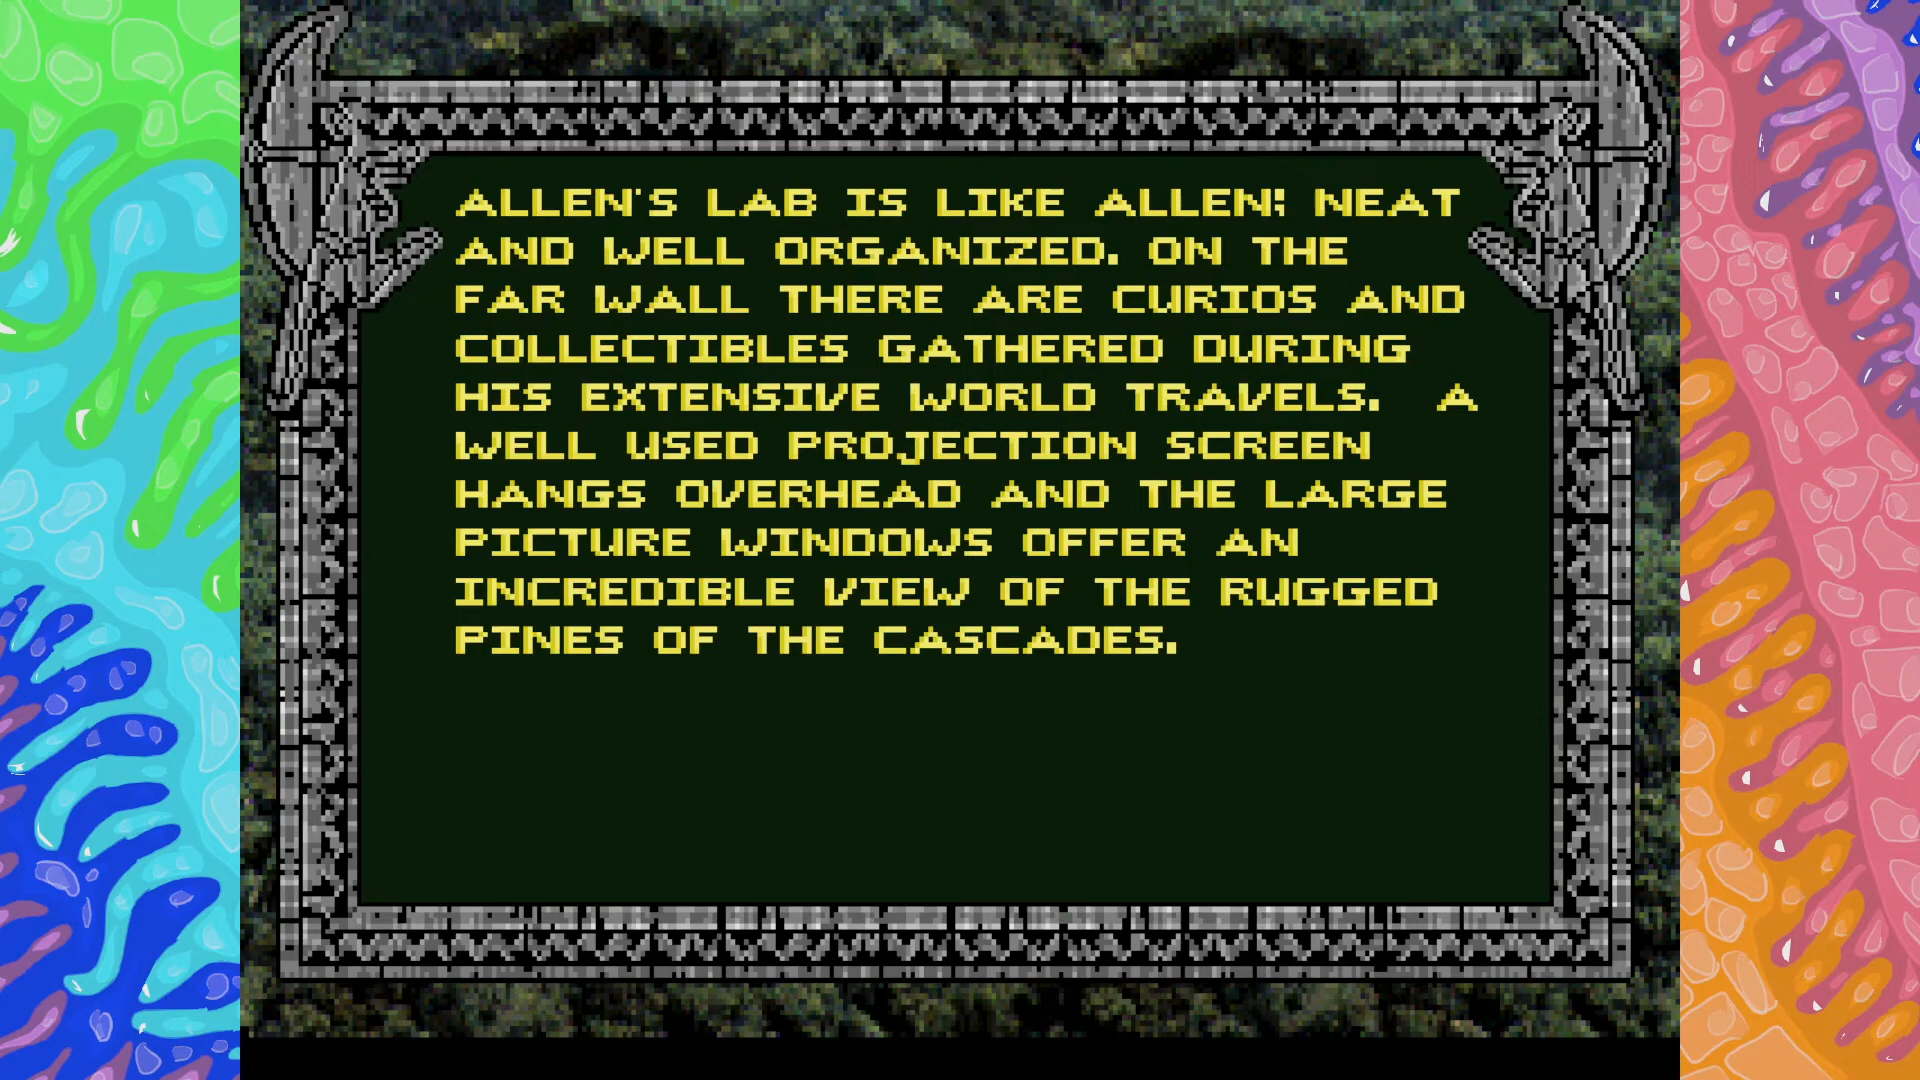 ALLEN'S LAB IS LIKE ALLEN: NEAT
AND WELL ORGANIZED. ON THE
FAR WALL THERE ARE CURIOS AND
COLLECTIBLES GATHERED DURING
HIS EXTENSIVE WORLD TRAVELS.  A
WELL USED PROJECTION SCREEN
HANGS OVERHEAD AND THE LARGE
PICTURE WINDOWS OFFER AN
INCREDIBLE VIEW OF THE RUGGED
PINES OF THE CASCADES.